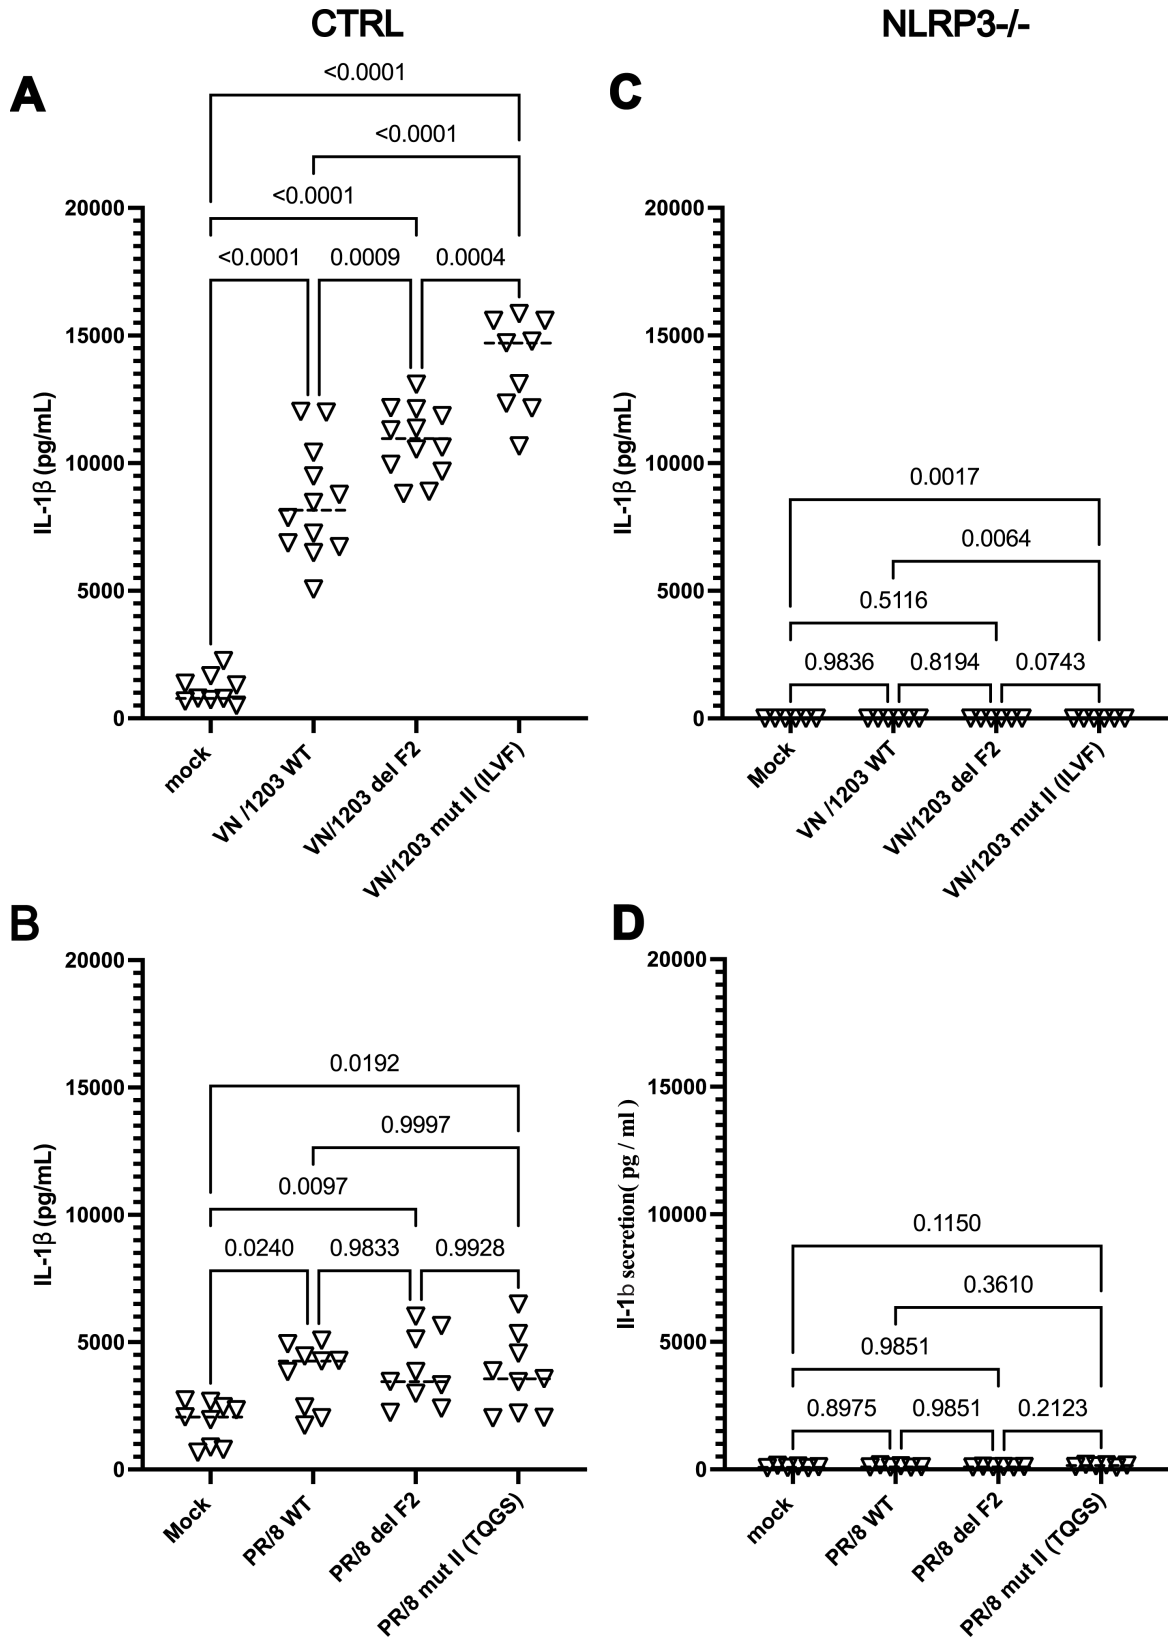 CTRL
NLRP3-/-
A
<0.0001
<0.0001
<0.0001
<0.0001 0.0009 0.0004
20000
15000
10000
5000
0
IL-1β (pg/mL)
mock
VN /1203 WT
VN/1203 del F2
VN/1203 mut II (ILVF)
C
0.0017
0.0064
0.5116
0.9836 0.8194 0.0743
20000
15000
10000
5000
0
IL-1β (pg/mL)
Mock
VN /1203 WT
VN/1203 del F2
VN/1203 mut II (ILVF)
B
0.0192
0.9997
0.0097
0.0240 0.9833 0.9928
20000
15000
10000
5000
0
IL-1β (pg/mL)
Mock
PR/8 WT
PR/8 del F2
PR/8 mut II (TQGS)
D
0.1150
0.3610
0.9851
0.8975 0.9851 0.2123
20000
15000
10000
5000
0
Il-1b secretion( pg / ml )
mock
PR/8 WT
PR/8 del F2
PR/8 mut II (TQGS)